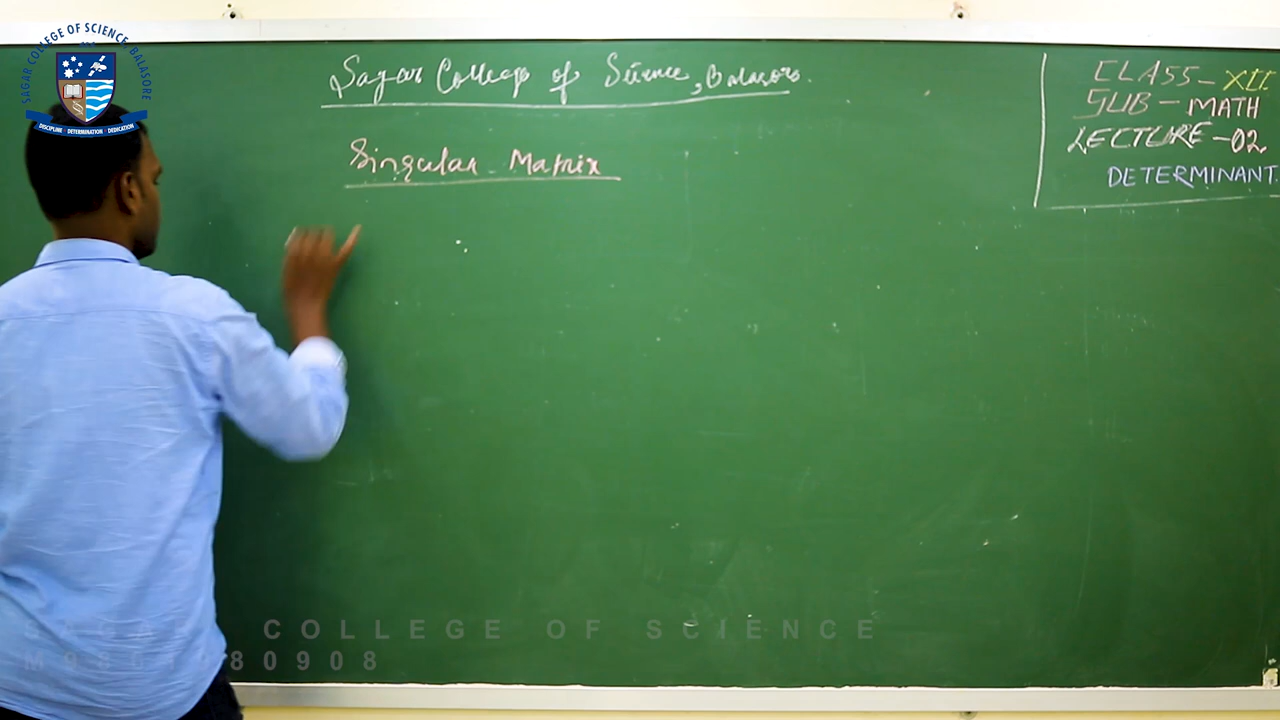 SAGAR COLLEGE OF SCIENCE, BALASORE
DISCIPLINE · DETERMINATION · DEDICATION
Sagar College of Science, Balasore.
Singular Matrix
CLASS - XII
SUB - MATH
LECTURE - 02
DETERMINANT
COLLEGE OF SCIENCE
80908